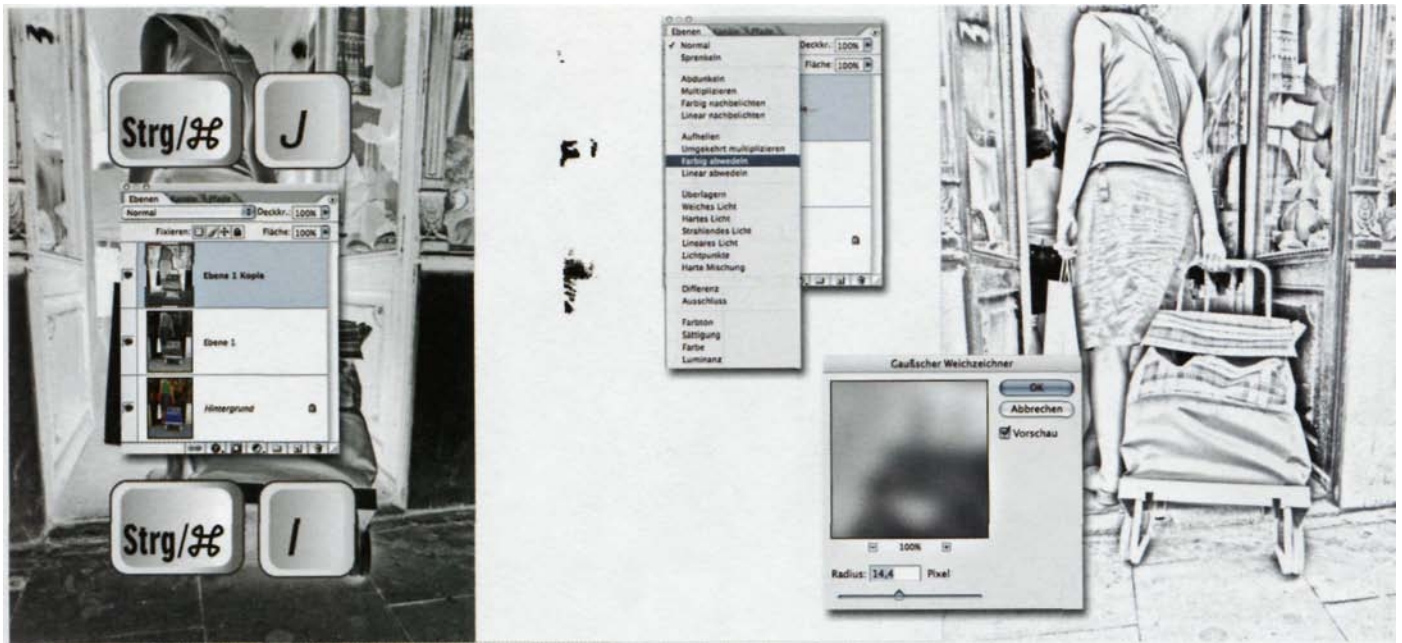 Strg/⌘ J
Ebenen
Normal Deckkr.: 100%
Fixieren: Fläche: 100%
Ebene 1 Kopie
Ebene 1
Hintergrund
Strg/⌘ I
Ebenen Kanäle Pfade
Normal Deckkr.: 100%
Sprenkeln Fläche: 100%
Abdunkeln
Multiplizieren
Farbig nachbelichten
Linear nachbelichten
Aufhellen
Umgekehrt multiplizieren
Farbig abwedeln
Linear abwedeln
Überlagern
Weiches Licht
Hartes Licht
Strahlendes Licht
Lineares Licht
Lichtpunkte
Harte Mischung
Differenz
Ausschluss
Farbton
Sättigung
Farbe
Luminanz
Gaußscher Weichzeichner
OK
Abbrechen
Vorschau
100%
Radius: 14,4 Pixel